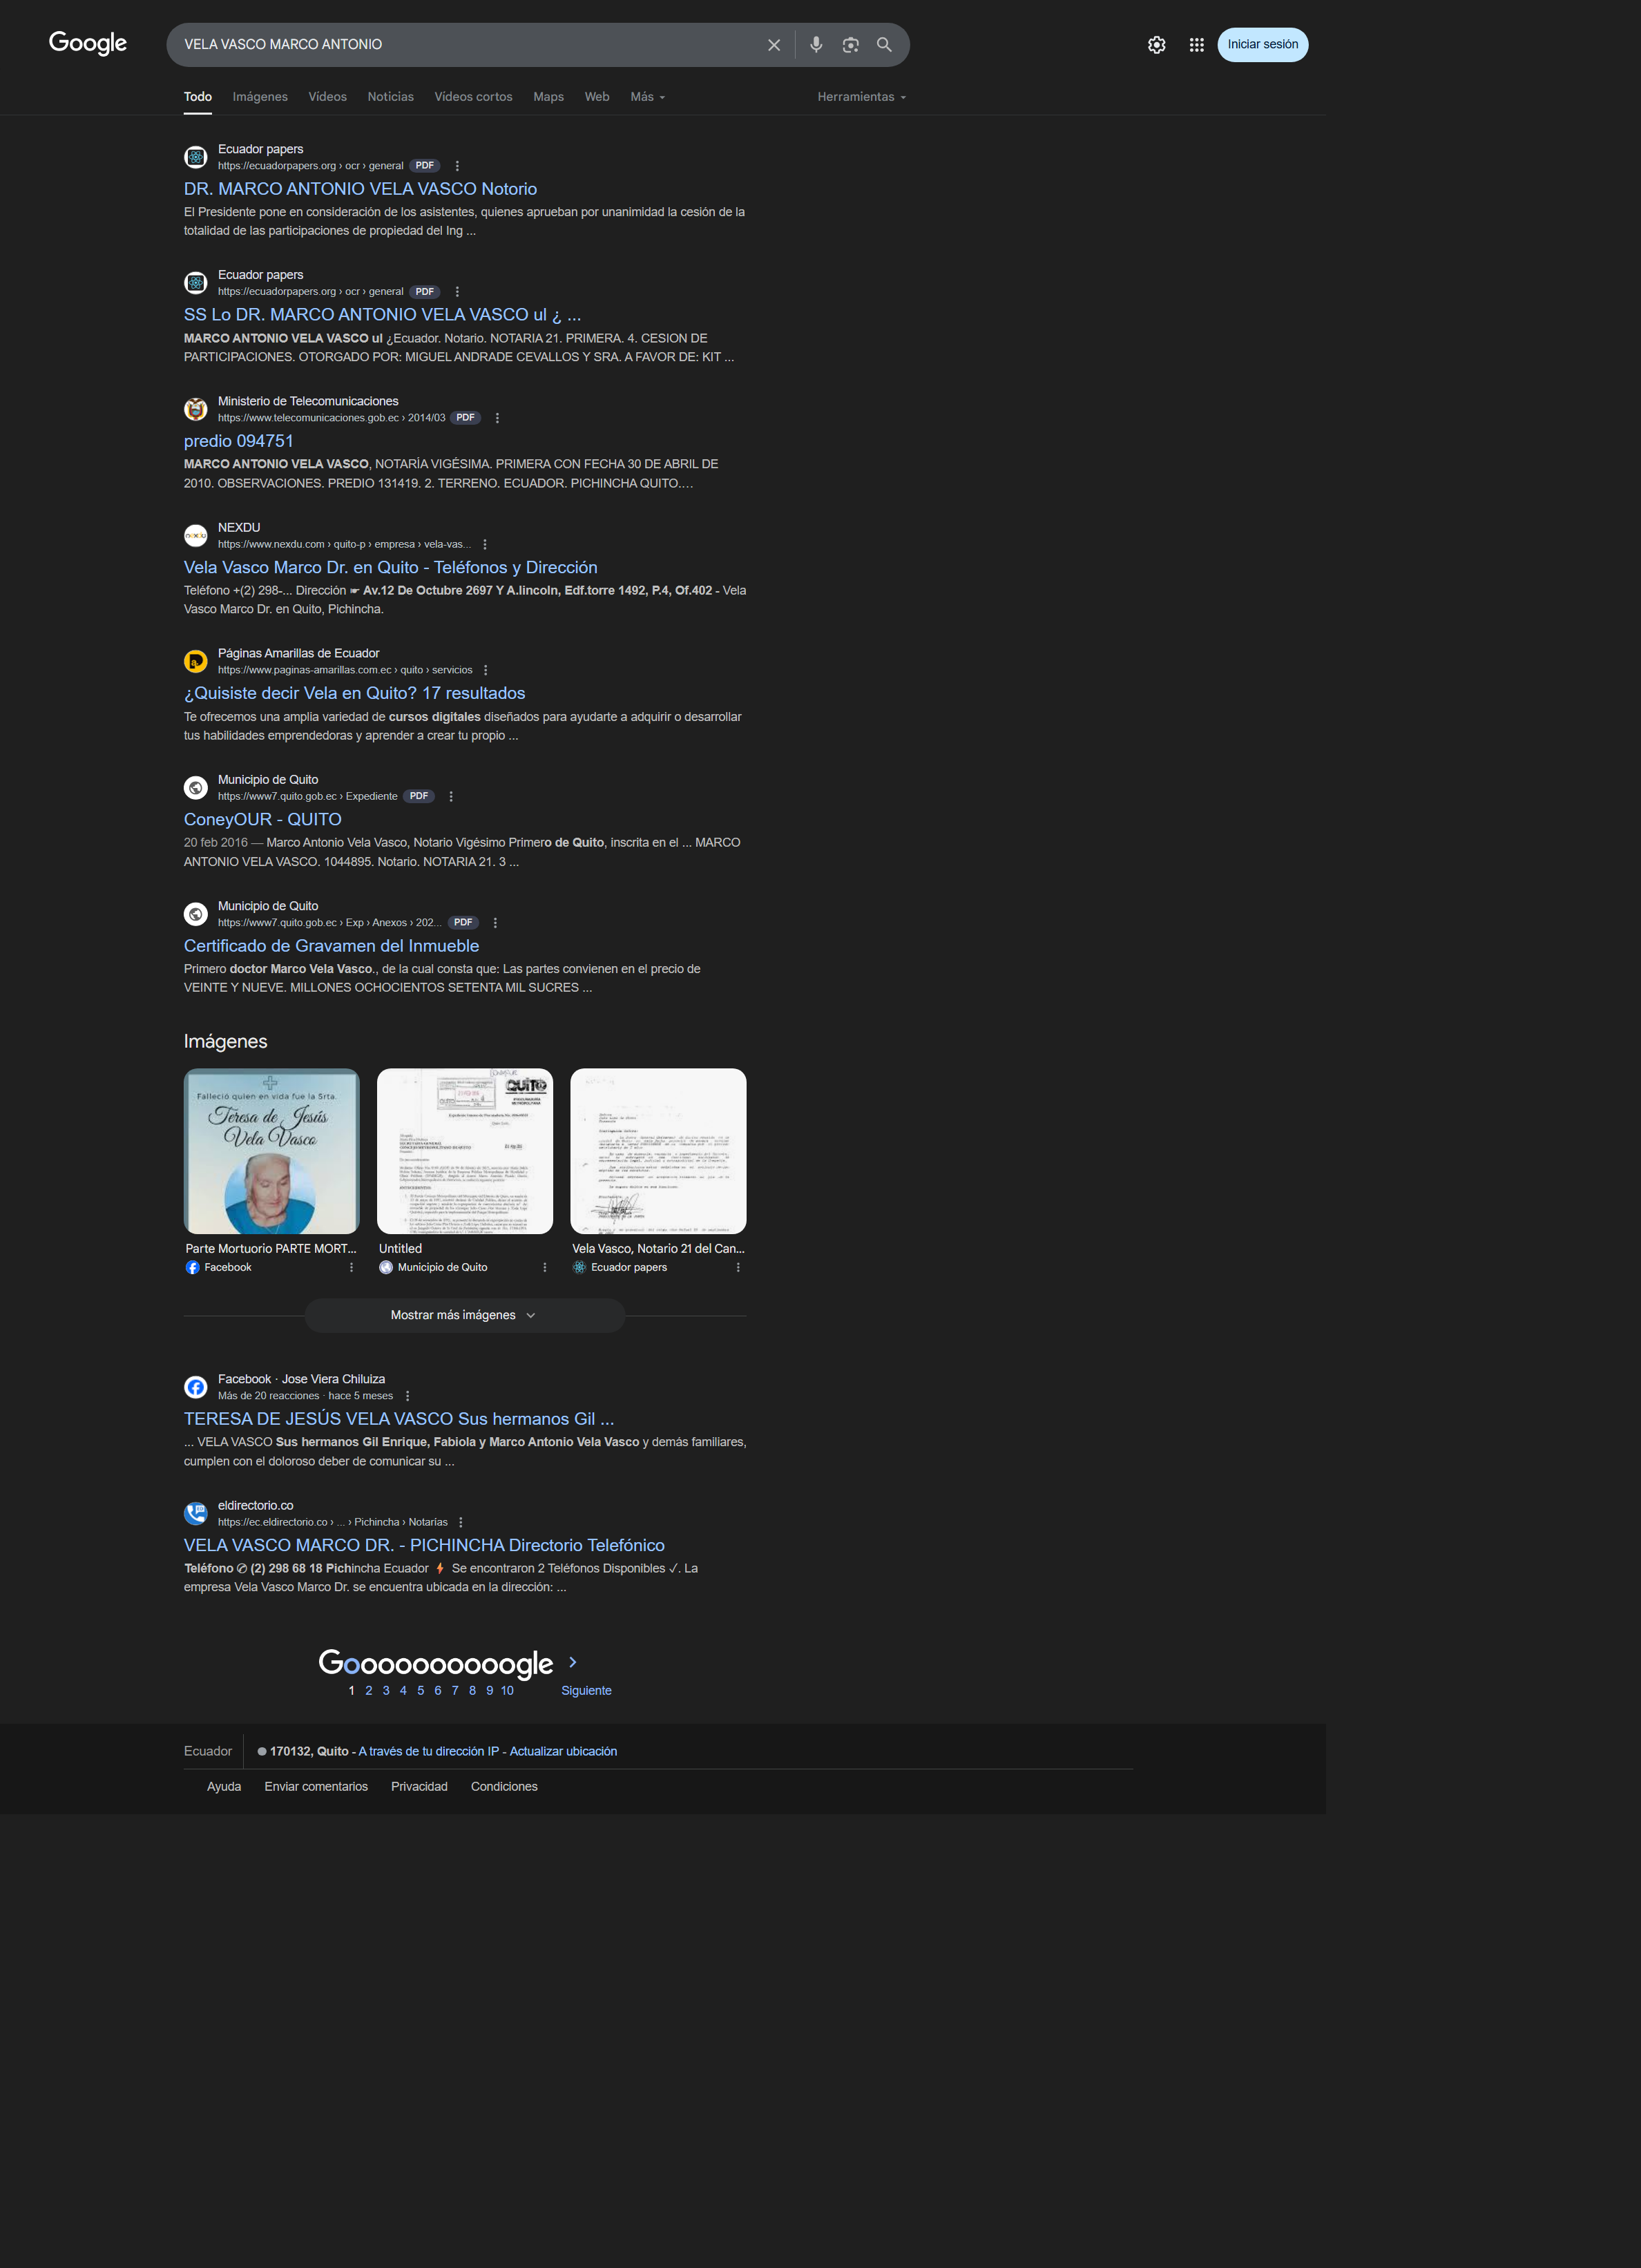 Google
VELA VASCO MARCO ANTONIO
Iniciar sesión
Todo Imágenes Vídeos Noticias Vídeos cortos Maps Web Más Herramientas
Ecuador papers
https://ecuadorpapers.org › ocr › general PDF
DR. MARCO ANTONIO VELA VASCO Notorio
El Presidente pone en consideración de los asistentes, quienes aprueban por unanimidad la cesión de la
totalidad de las participaciones de propiedad del Ing ...
Ecuador papers
https://ecuadorpapers.org › ocr › general PDF
SS Lo DR. MARCO ANTONIO VELA VASCO ul ¿ ...
MARCO ANTONIO VELA VASCO ul ¿Ecuador. Notario. NOTARIA 21. PRIMERA. 4. CESION DE
PARTICIPACIONES. OTORGADO POR: MIGUEL ANDRADE CEVALLOS Y SRA. A FAVOR DE: KIT ...
Ministerio de Telecomunicaciones
https://www.telecomunicaciones.gob.ec › 2014/03 PDF
predio 094751
MARCO ANTONIO VELA VASCO, NOTARÍA VIGÉSIMA. PRIMERA CON FECHA 30 DE ABRIL DE
2010. OBSERVACIONES. PREDIO 131419. 2. TERRENO. ECUADOR. PICHINCHA QUITO....
NEXDU
https://www.nexdu.com › quito-p › empresa › vela-vas...
Vela Vasco Marco Dr. en Quito - Teléfonos y Dirección
Teléfono +(2) 298-... Dirección ☛ Av.12 De Octubre 2697 Y A.lincoln, Edf.torre 1492, P.4, Of.402 - Vela
Vasco Marco Dr. en Quito, Pichincha.
Páginas Amarillas de Ecuador
https://www.paginas-amarillas.com.ec › quito › servicios
¿Quisiste decir Vela en Quito? 17 resultados
Te ofrecemos una amplia variedad de cursos digitales diseñados para ayudarte a adquirir o desarrollar
tus habilidades emprendedoras y aprender a crear tu propio ...
Municipio de Quito
https://www7.quito.gob.ec › Expediente PDF
ConeyOUR - QUITO
20 feb 2016 — Marco Antonio Vela Vasco, Notario Vigésimo Primero de Quito, inscrita en el ... MARCO
ANTONIO VELA VASCO. 1044895. Notario. NOTARIA 21. 3 ...
Municipio de Quito
https://www7.quito.gob.ec › Exp › Anexos › 202... PDF
Certificado de Gravamen del Inmueble
Primero doctor Marco Vela Vasco., de la cual consta que: Las partes convienen en el precio de
VEINTE Y NUEVE. MILLONES OCHOCIENTOS SETENTA MIL SUCRES ...
Imágenes
Falleció quien en vida fue la Srta.
Teresa de Jesús
Vela Vasco
QUITO
Parte Mortuorio PARTE MORT...
Facebook
Untitled
Municipio de Quito
Vela Vasco, Notario 21 del Can...
Ecuador papers
Mostrar más imágenes
Facebook · Jose Viera Chiluiza
Más de 20 reacciones · hace 5 meses
TERESA DE JESÚS VELA VASCO Sus hermanos Gil ...
... VELA VASCO Sus hermanos Gil Enrique, Fabiola y Marco Antonio Vela Vasco y demás familiares,
cumplen con el doloroso deber de comunicar su ...
eldirectorio.co
https://ec.eldirectorio.co › ... › Pichincha › Notarías
VELA VASCO MARCO DR. - PICHINCHA Directorio Telefónico
Teléfono ✆ (2) 298 68 18 Pichincha Ecuador ⚡ Se encontraron 2 Teléfonos Disponibles ✓. La
empresa Vela Vasco Marco Dr. se encuentra ubicada en la dirección: ...
Goooooooooogle
1 2 3 4 5 6 7 8 9 10 Siguiente
Ecuador 170132, Quito - A través de tu dirección IP - Actualizar ubicación
Ayuda Enviar comentarios Privacidad Condiciones